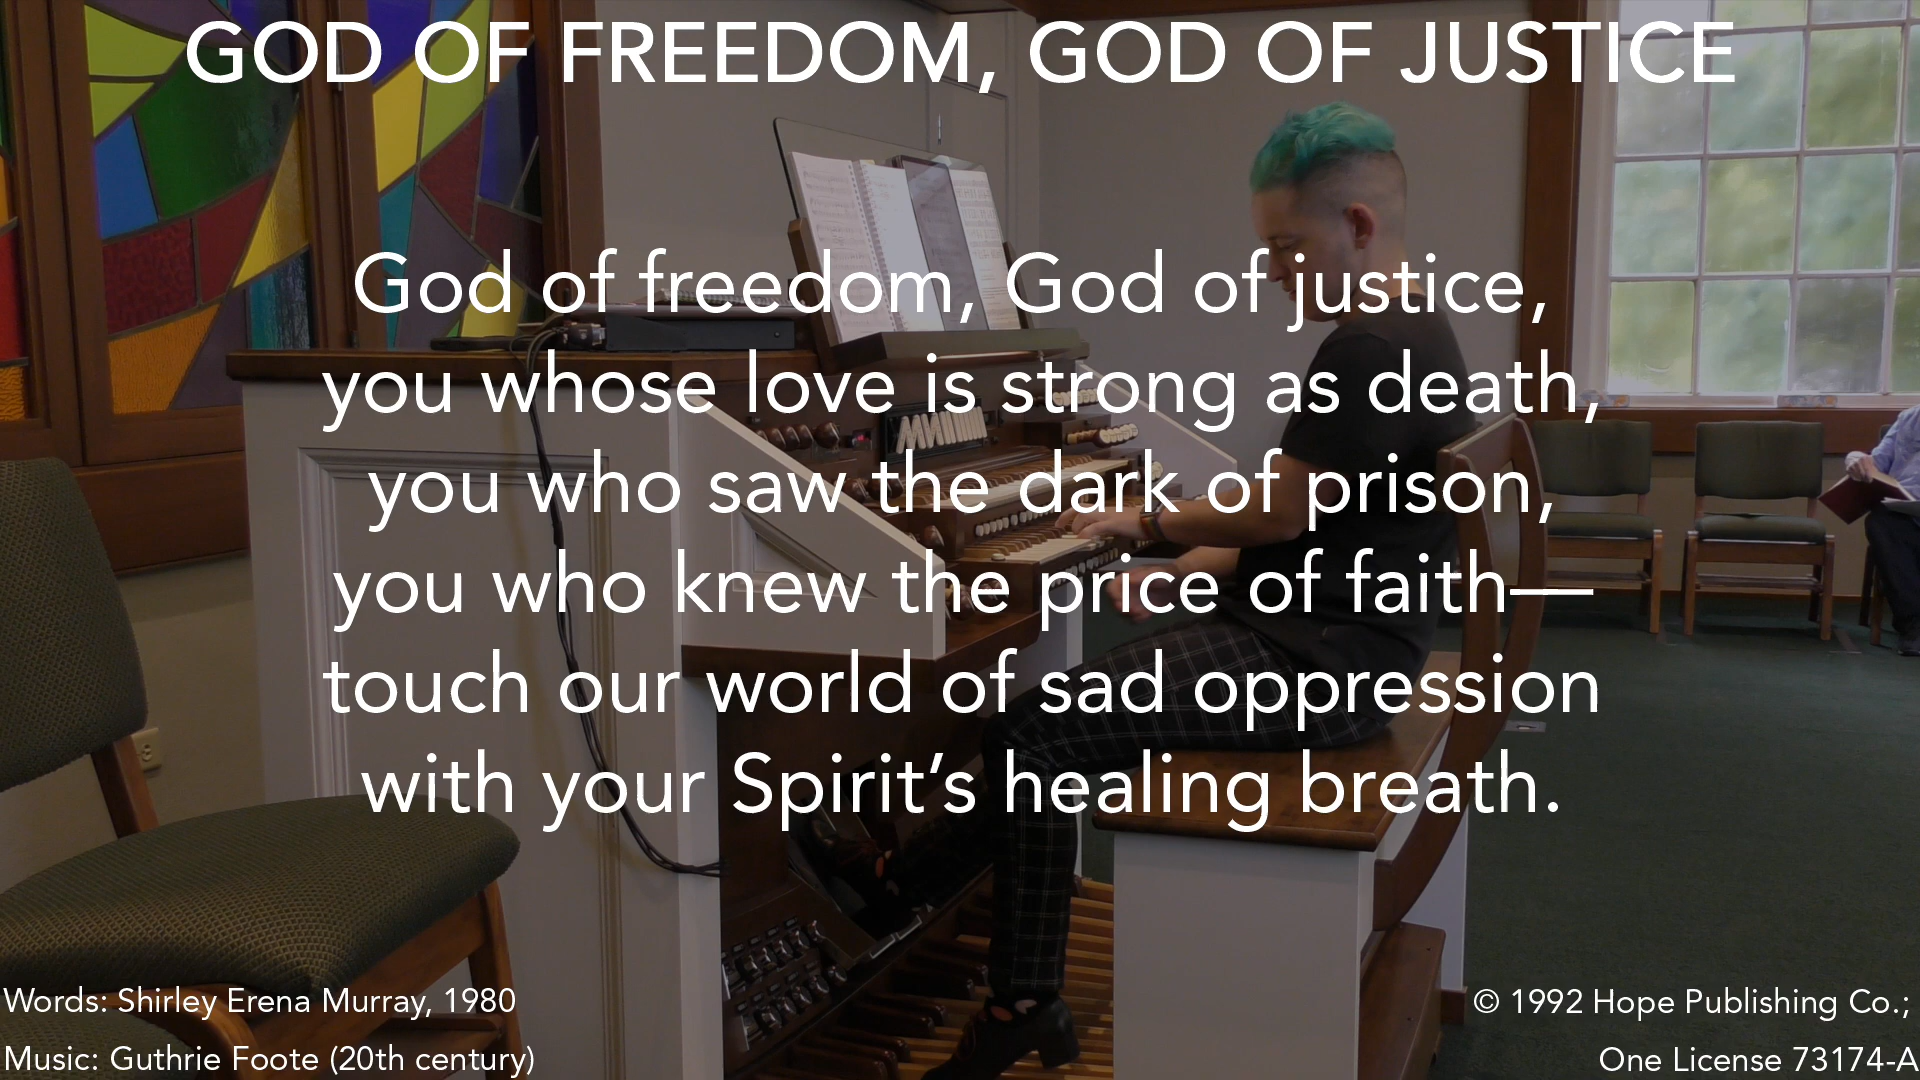 GOD OF FREEDOM, GOD OF JUSTICE
God of freedom, God of justice,
you whose love is strong as death,
you who saw the dark of prison,
you who knew the price of faith—
touch our world of sad oppression
with your Spirit’s healing breath.
Words: Shirley Erena Murray, 1980
Music: Guthrie Foote (20th century)
© 1992 Hope Publishing Co.;
One License 73174-A